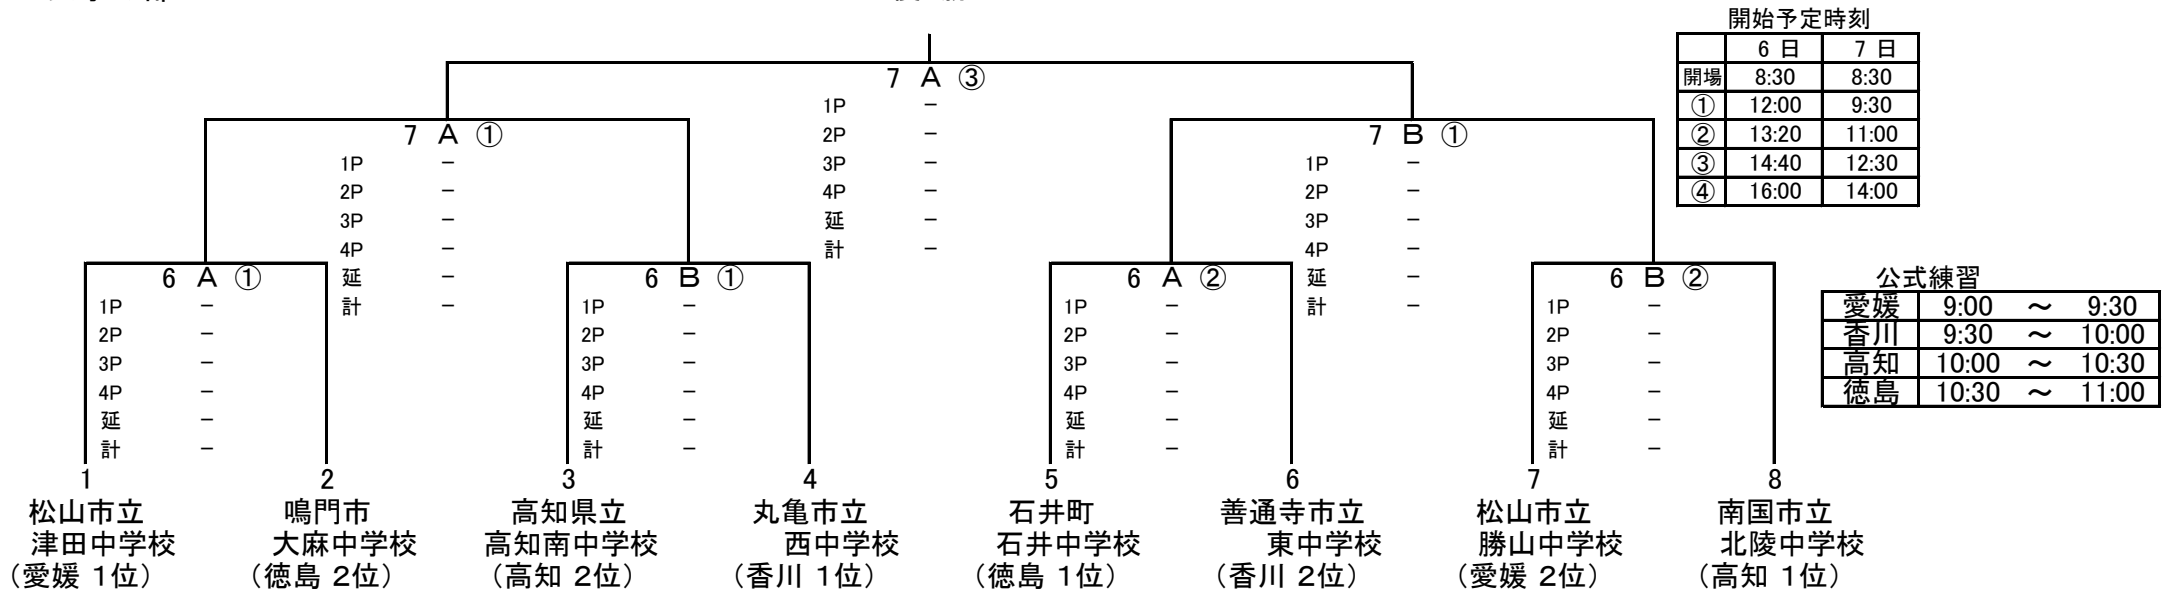 開始予定時刻
6 日 7 日
開場 8:30 8:30
① 12:00 9:30
② 13:20 11:00
③ 14:40 12:30
④ 16:00 14:00
7 A ③
1P －
2P －
3P －
4P －
延 －
計 －
7 A ①
1P －
2P －
3P －
4P －
延 －
計 －
7 B ①
1P －
2P －
3P －
4P －
延 －
計 －
6 A ①
1P －
2P －
3P －
4P －
延 －
計 －
6 B ①
1P －
2P －
3P －
4P －
延 －
計 －
6 A ②
1P －
2P －
3P －
4P －
延 －
計 －
6 B ②
1P －
2P －
3P －
4P －
延 －
計 －
公式練習
愛媛 9:00 ～ 9:30
香川 9:30 ～ 10:00
高知 10:00 ～ 10:30
徳島 10:30 ～ 11:00
1
松山市立
津田中学校
（愛媛 1位）
2
鳴門市
大麻中学校
（徳島 2位）
3
高知県立
高知南中学校
（高知 2位）
4
丸亀市立
西中学校
（香川 1位）
5
石井町
石井中学校
（徳島 1位）
6
善通寺市立
東中学校
（香川 2位）
7
松山市立
勝山中学校
（愛媛 2位）
8
南国市立
北陵中学校
（高知 1位）